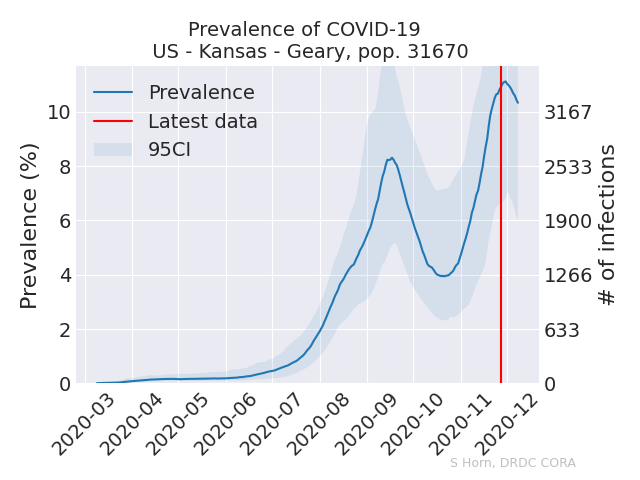 Prevalence of COVID-19
US - Kansas - Geary, pop. 31670
Prevalence
Latest data
95CI
Prevalence (%)
10
8
6
4
2
0
3167
2533
1900
1266
633
0
# of infections
2020-03
2020-04
2020-05
2020-06
2020-07
2020-08
2020-09
2020-10
2020-11
2020-12
S Horn, DRDC CORA